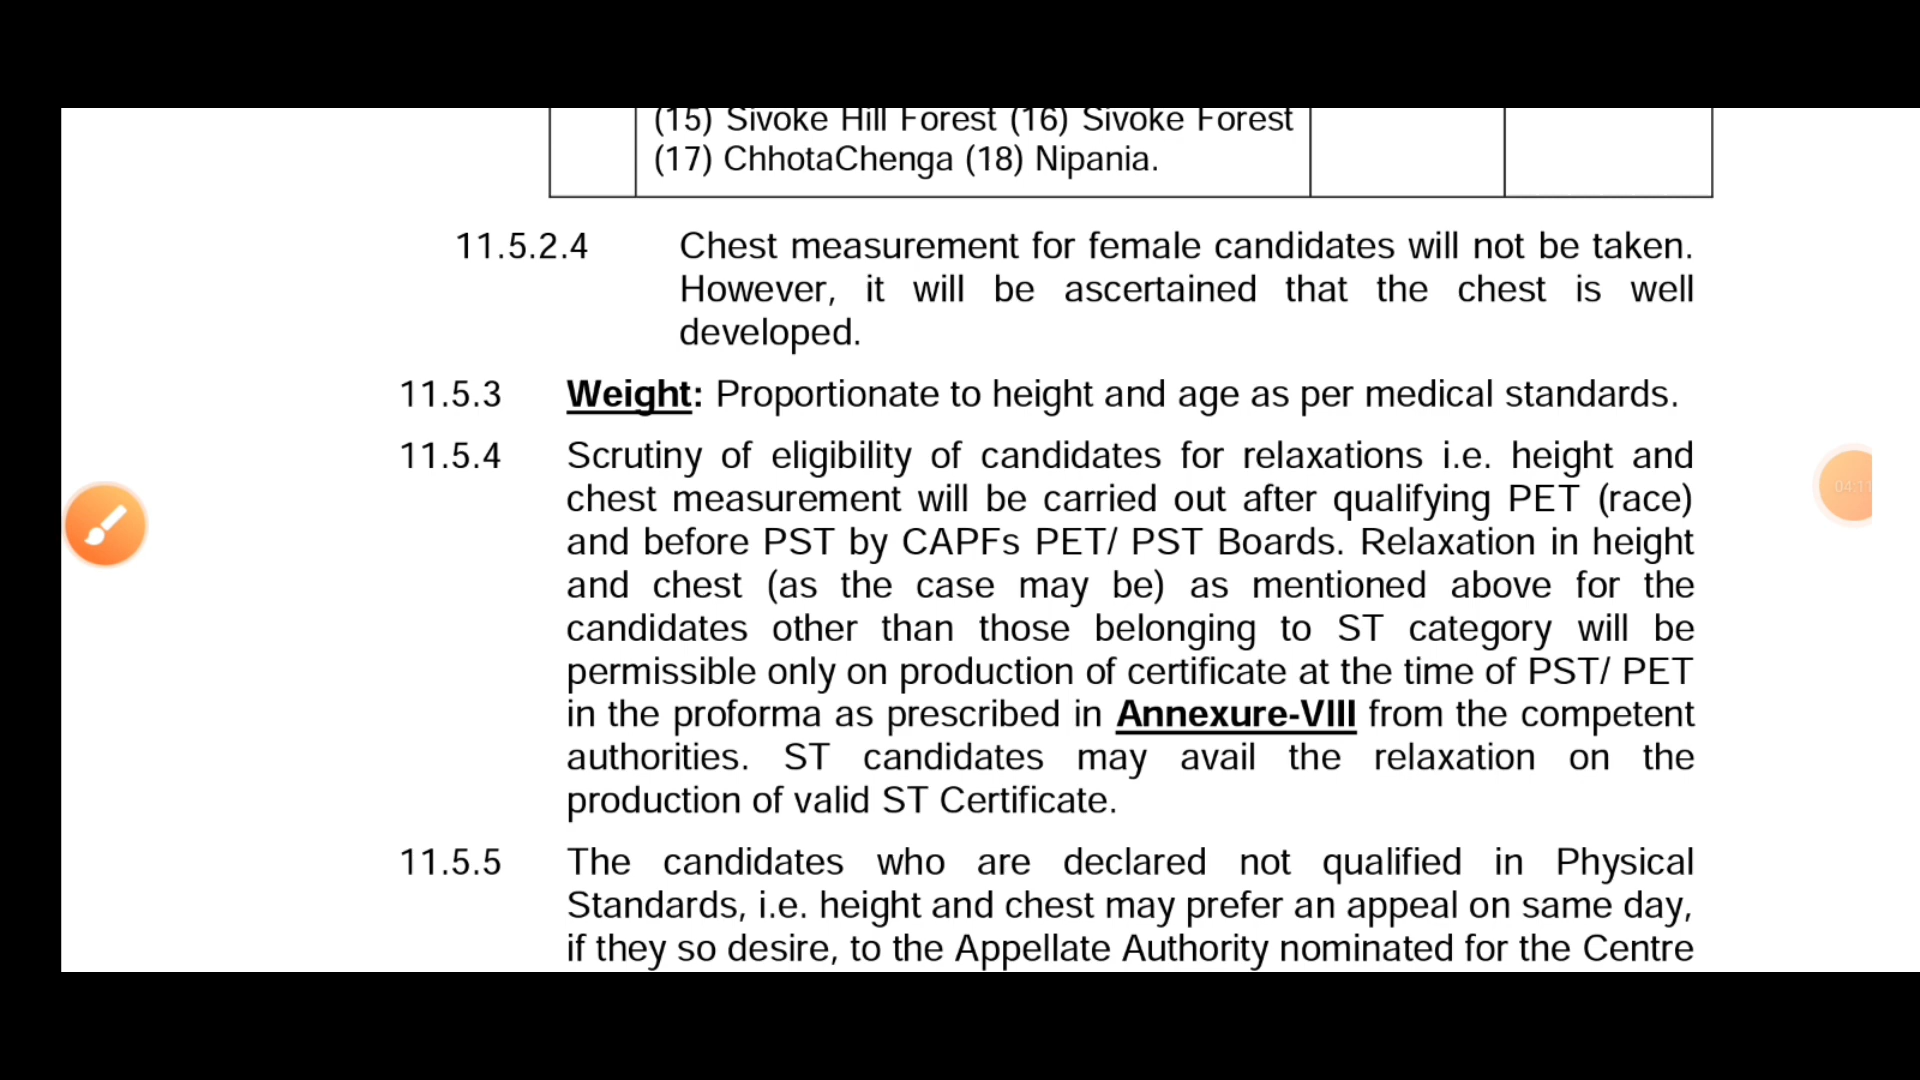 (15) Sivoke Hill Forest (16) Sivoke Forest
(17) ChhotaChenga (18) Nipania.
11.5.2.4 Chest measurement for female candidates will not be taken.
However, it will be ascertained that the chest is well
developed.
11.5.3 Weight: Proportionate to height and age as per medical standards.
11.5.4 Scrutiny of eligibility of candidates for relaxations i.e. height and
chest measurement will be carried out after qualifying PET (race)
and before PST by CAPFs PET/ PST Boards. Relaxation in height
and chest (as the case may be) as mentioned above for the
candidates other than those belonging to ST category will be
permissible only on production of certificate at the time of PST/ PET
in the proforma as prescribed in Annexure-VIII from the competent
authorities. ST candidates may avail the relaxation on the
production of valid ST Certificate.
11.5.5 The candidates who are declared not qualified in Physical
Standards, i.e. height and chest may prefer an appeal on same day,
if they so desire, to the Appellate Authority nominated for the Centre
04:11